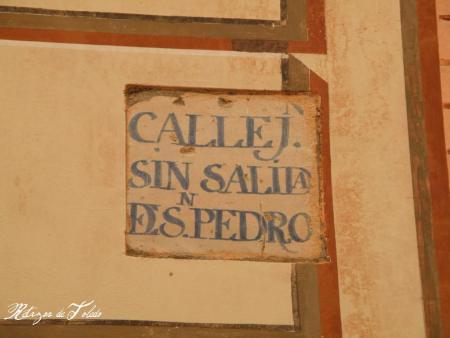 CALLEJ.N
SIN SALIDA
DE S.N PEDRO